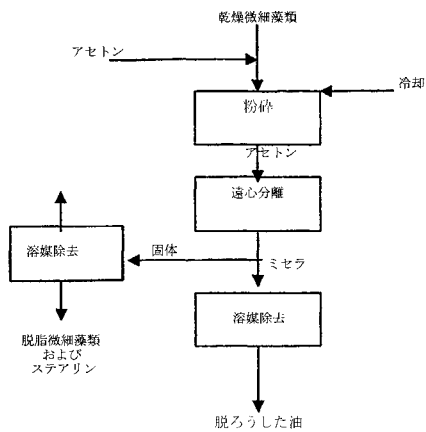 乾燥微細藻類
アセトン
冷却
粉砕
アセトン
遠心分離
固体
ミセラ
溶媒除去
溶媒除去
脱脂微細藻類
および
ステアリン
脱ろうした油